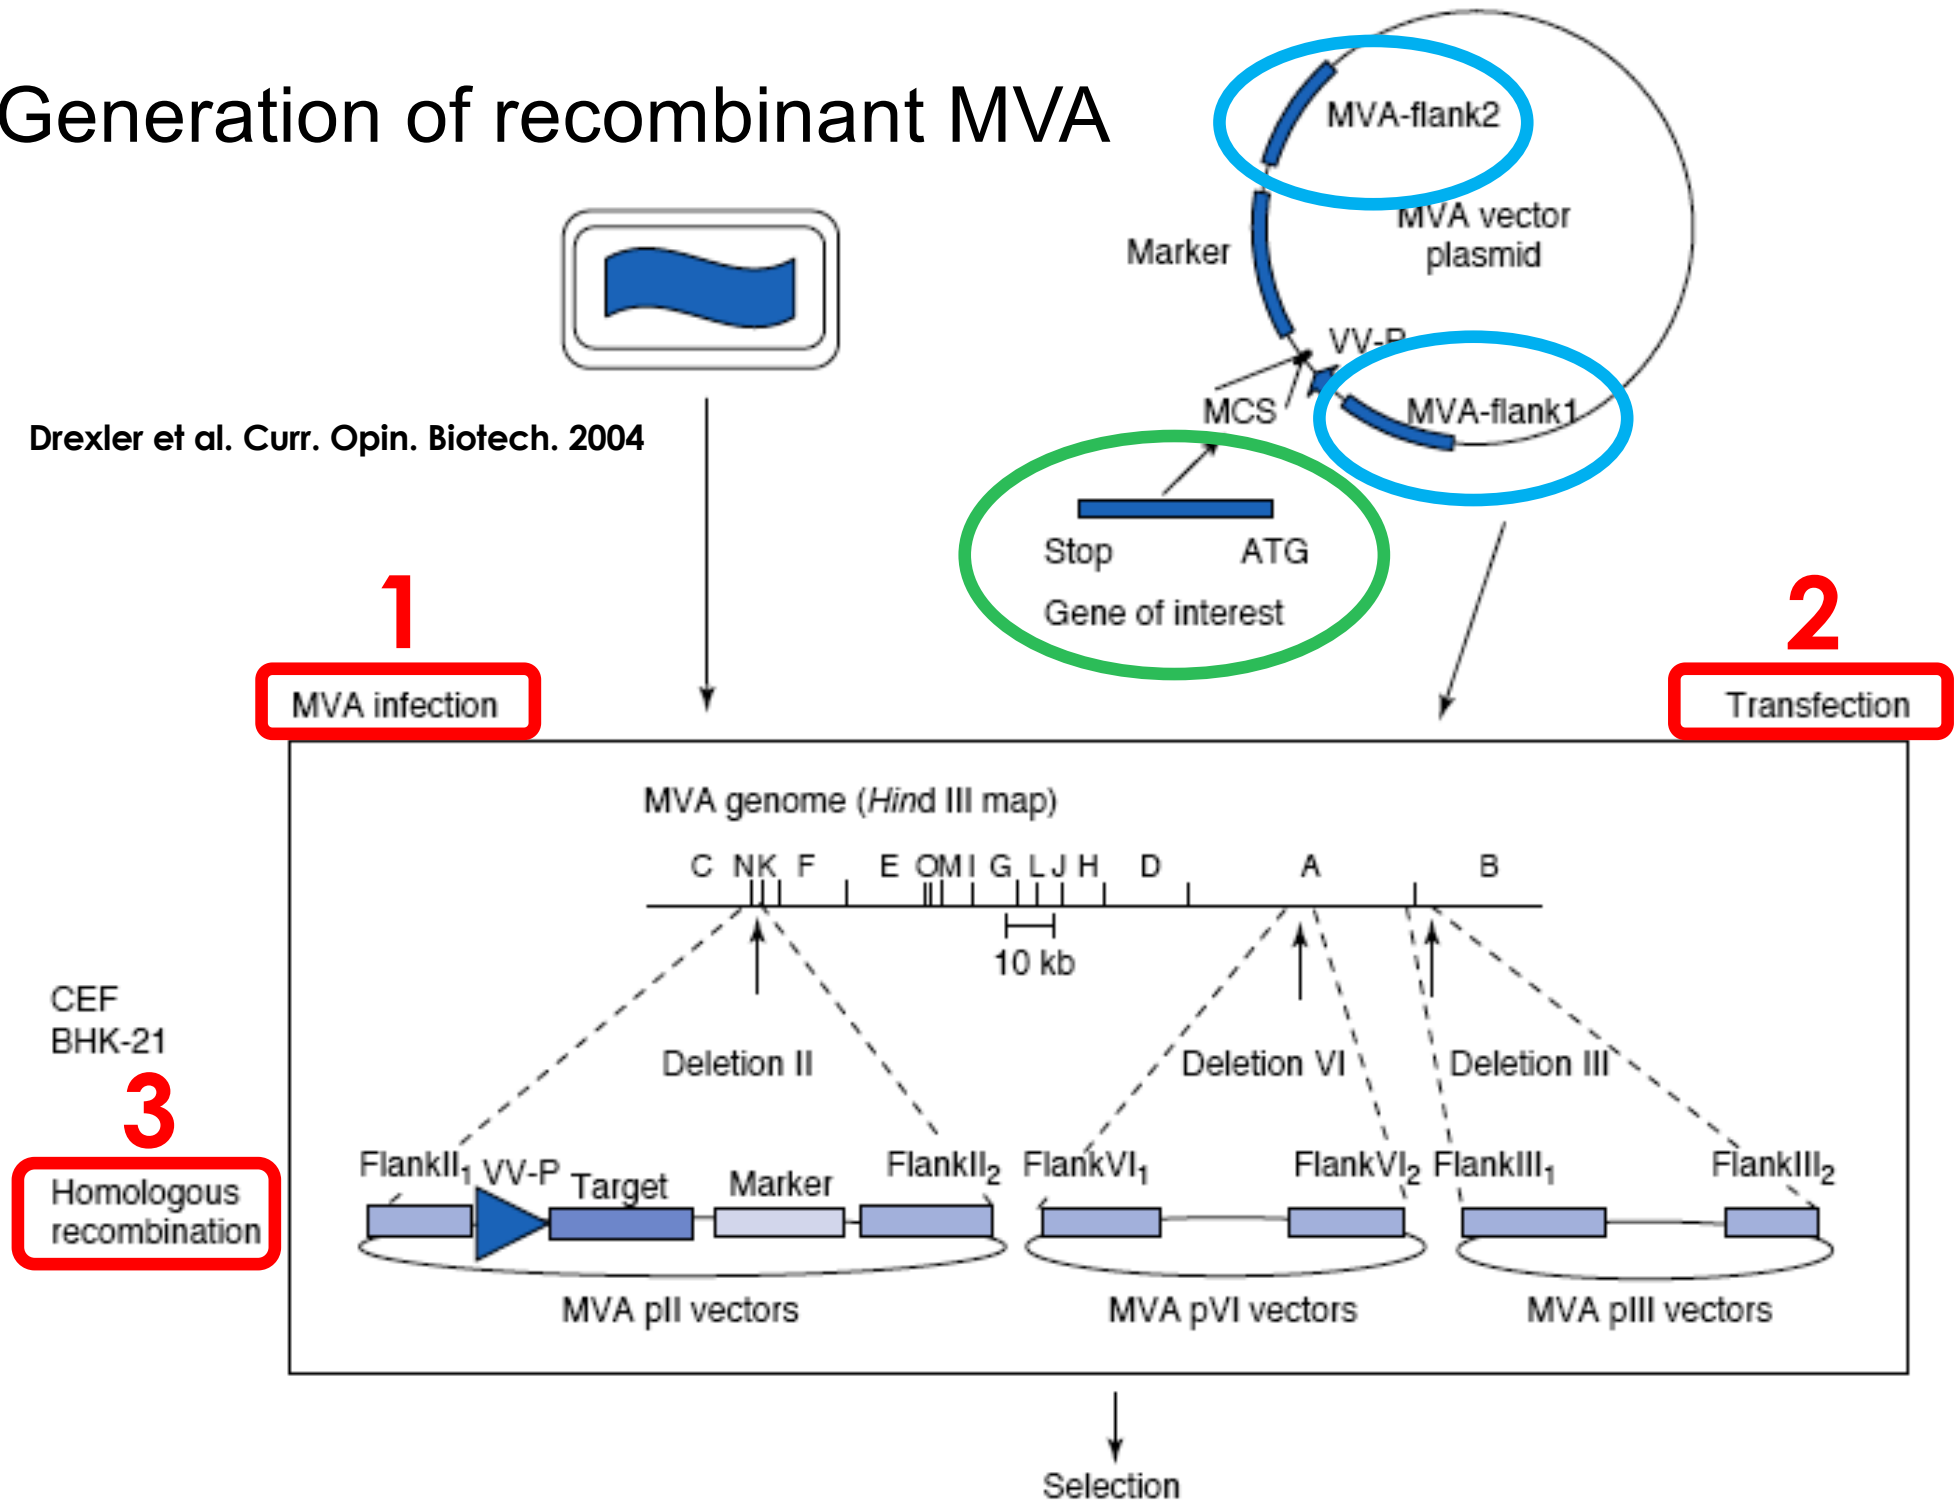 Generation of recombinant MVA
MVA-flank2
MVA vector
plasmid
Marker
VV-P
MCS
MVA-flank1
Drexler et al. Curr. Opin. Biotech. 2004
Stop ATG
Gene of interest
1
2
MVA infection
Transfection
MVA genome (Hind III map)
C N K F E O M I G L J H D A B
10 kb
CEF
BHK-21
Deletion II
Deletion VI
Deletion III
3
Homologous
recombination
FlankII1 VV-P Target Marker FlankII2
FlankVI1 FlankVI2
FlankIII1 FlankIII2
MVA pII vectors
MVA pVI vectors
MVA pIII vectors
Selection